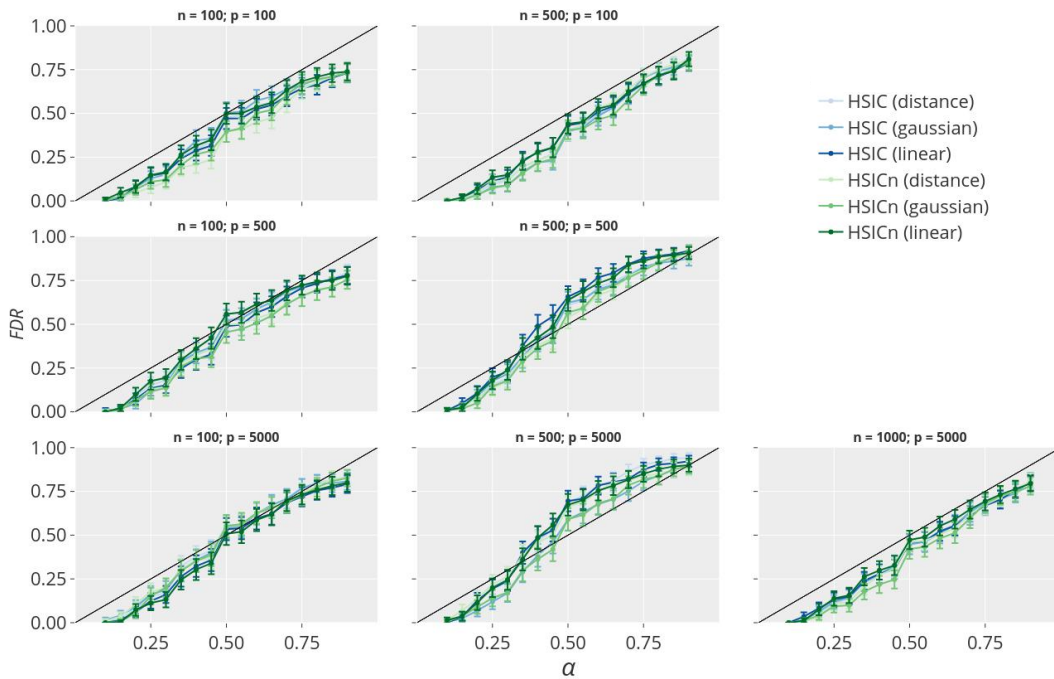 n = 100; p = 100
n = 500; p = 100
1.00
0.75
0.50
0.25
0.00
HSIC (distance)
HSIC (gaussian)
HSIC (linear)
HSICn (distance)
HSICn (gaussian)
HSICn (linear)
n = 100; p = 500
n = 500; p = 500
1.00
0.75
0.50
0.25
0.00
FDR
n = 100; p = 5000
n = 500; p = 5000
n = 1000; p = 5000
1.00
0.75
0.50
0.25
0.00
0.25 0.50 0.75 0.25 0.50 0.75 0.25 0.50 0.75
α